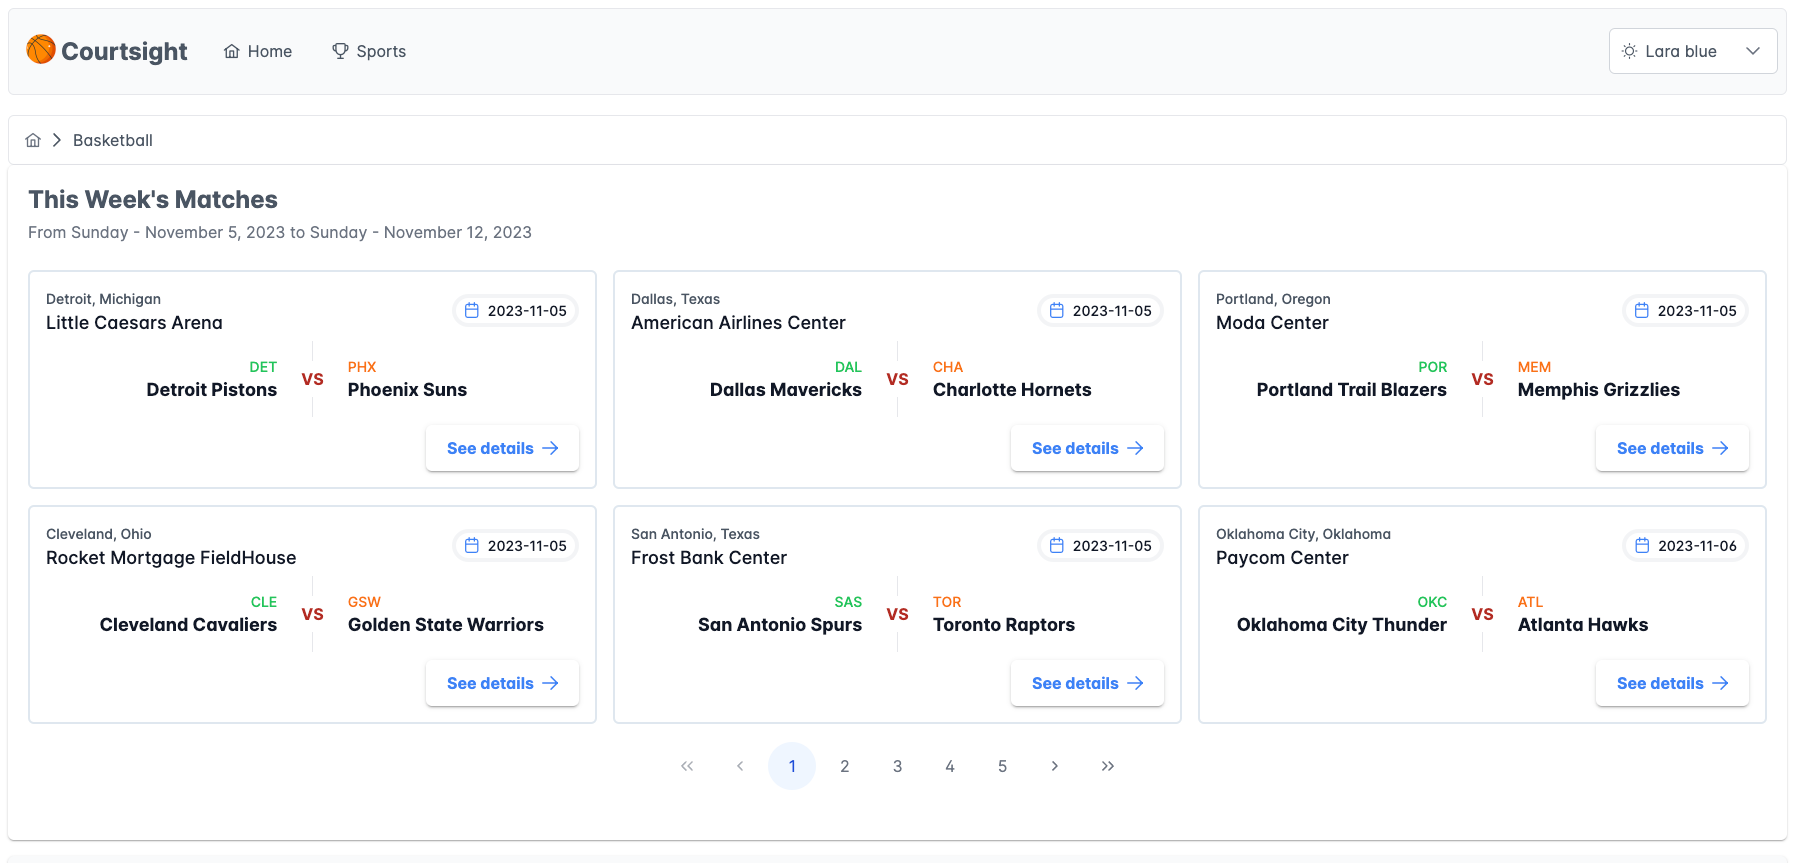 Courtsight
Home
Sports
Lara blue
Basketball
This Week's Matches
From Sunday - November 5, 2023 to Sunday - November 12, 2023
Detroit, Michigan
Little Caesars Arena
2023-11-05
DET
Detroit Pistons
VS
PHX
Phoenix Suns
See details
Dallas, Texas
American Airlines Center
2023-11-05
DAL
Dallas Mavericks
VS
CHA
Charlotte Hornets
See details
Portland, Oregon
Moda Center
2023-11-05
POR
Portland Trail Blazers
VS
MEM
Memphis Grizzlies
See details
Cleveland, Ohio
Rocket Mortgage FieldHouse
2023-11-05
CLE
Cleveland Cavaliers
VS
GSW
Golden State Warriors
See details
San Antonio, Texas
Frost Bank Center
2023-11-05
SAS
San Antonio Spurs
VS
TOR
Toronto Raptors
See details
Oklahoma City, Oklahoma
Paycom Center
2023-11-06
OKC
Oklahoma City Thunder
VS
ATL
Atlanta Hawks
See details
1 2 3 4 5